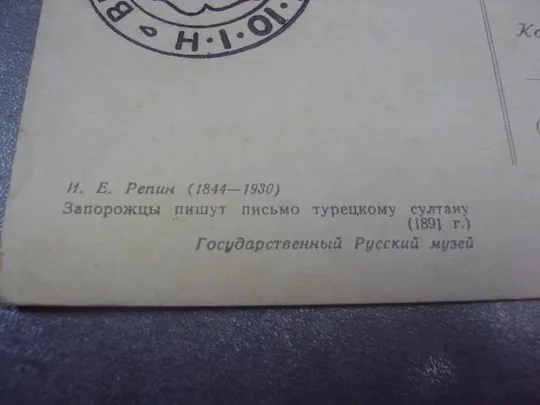 И. Е. Репин (1844—1930)
Запорожцы пишут письмо турецкому султану
(1891 г.)
Государственный Русский музей